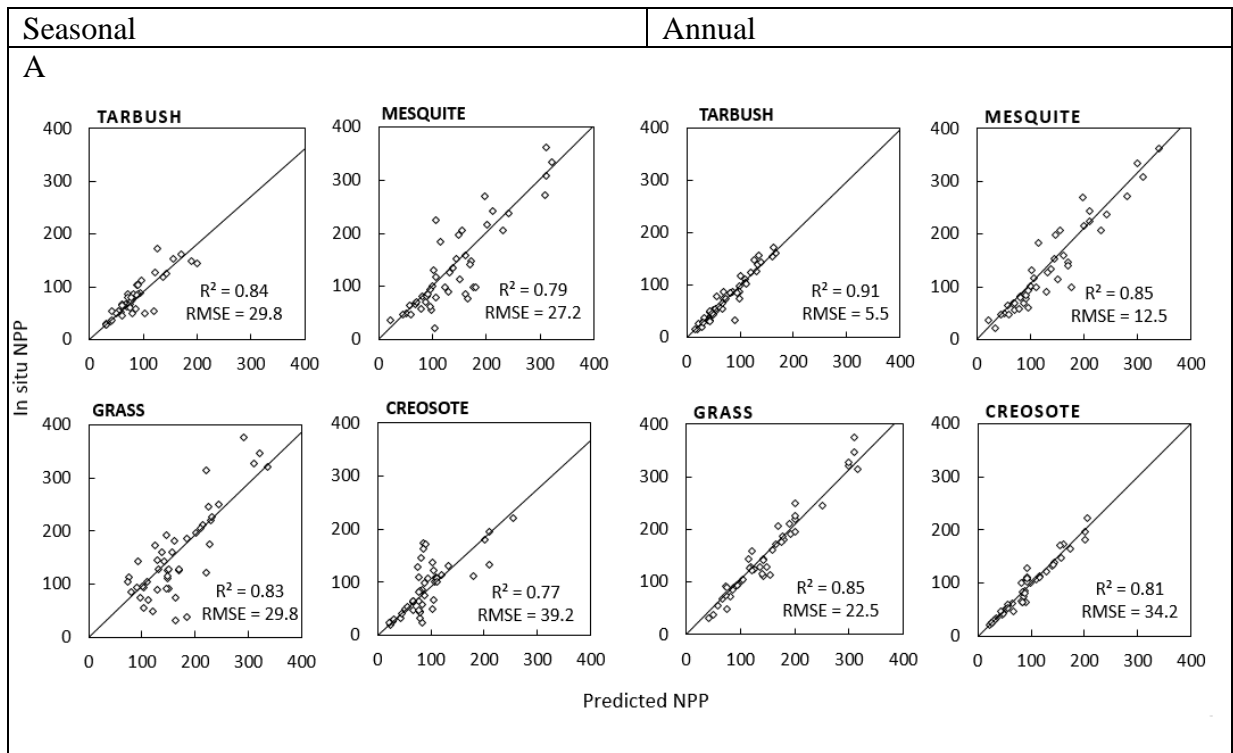 Seasonal
Annual
A
TARBUSH
400
300
200
100
0
R² = 0.84
RMSE = 29.8
0 100 200 300 400
MESQUITE
400
300
200
100
0
R² = 0.79
RMSE = 27.2
0 100 200 300 400
TARBUSH
400
300
200
100
0
R² = 0.91
RMSE = 5.5
0 100 200 300 400
MESQUITE
400
300
200
100
0
R² = 0.85
RMSE = 12.5
0 100 200 300 400
In situ NPP
GRASS
400
300
200
100
0
R² = 0.83
RMSE = 29.8
0 100 200 300 400
CREOSOTE
400
300
200
100
0
R² = 0.77
RMSE = 39.2
0 100 200 300 400
GRASS
400
300
200
100
0
R² = 0.85
RMSE = 22.5
0 100 200 300 400
CREOSOTE
400
300
200
100
0
R² = 0.81
RMSE = 34.2
0 100 200 300 400
Predicted NPP